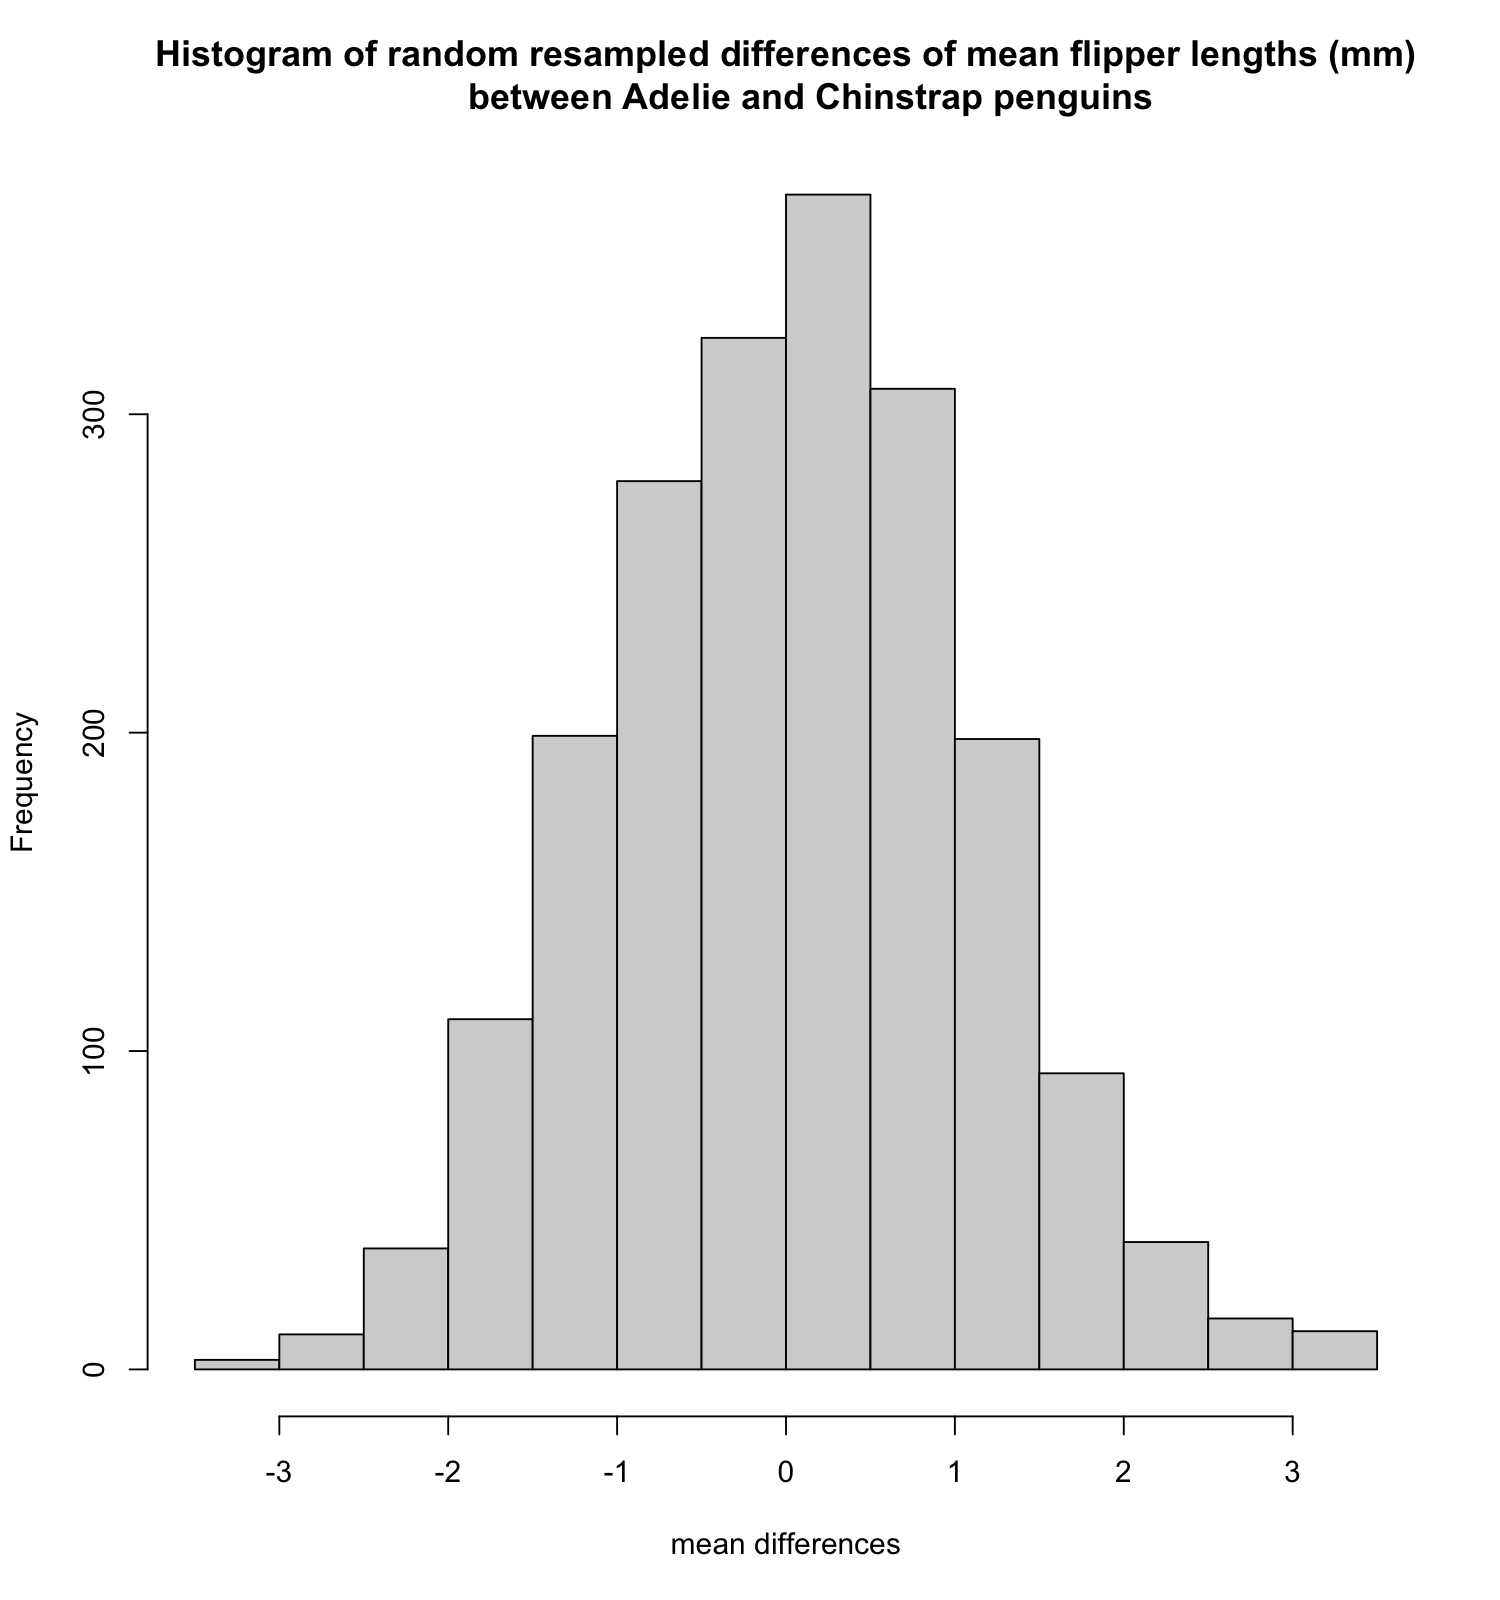 Histogram of random resampled differences of mean flipper lengths (mm)
between Adelie and Chinstrap penguins
Frequency
300
200
100
0
-3 -2 -1 0 1 2 3
mean differences